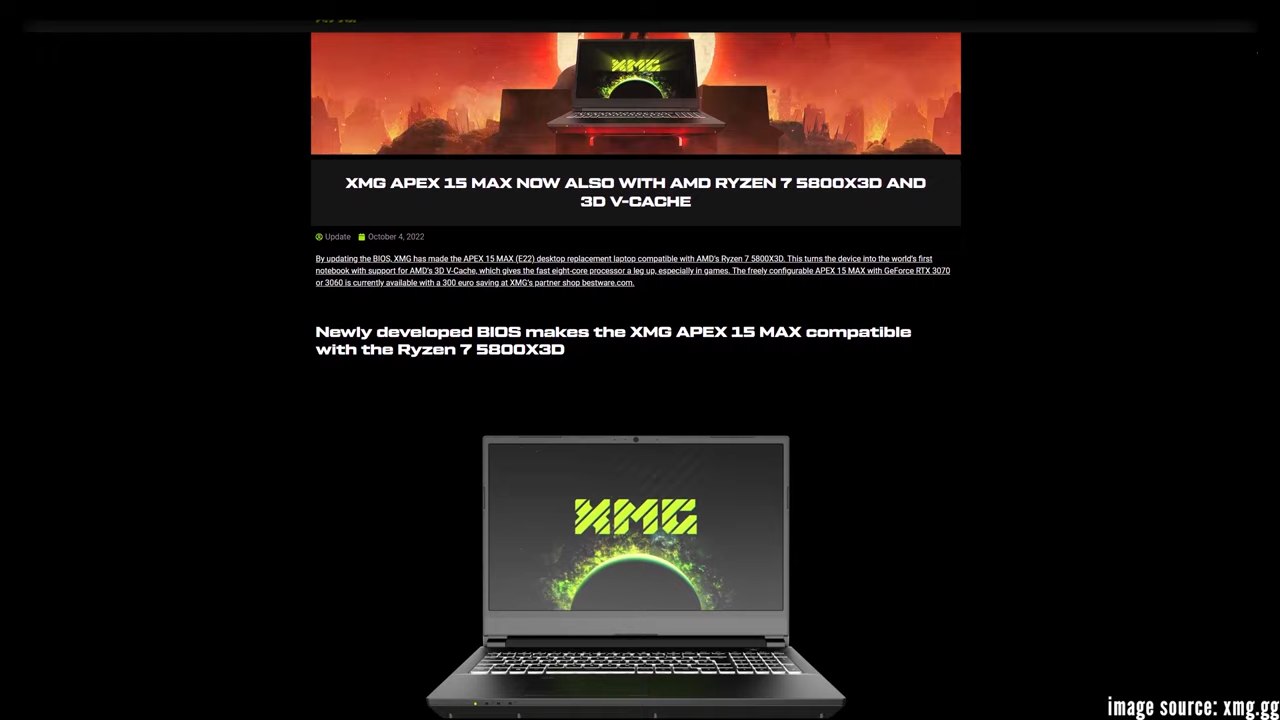 XMG
XMG APEX 15 MAX NOW ALSO WITH AMD RYZEN 7 5800X3D AND
3D V-CACHE
Update October 4, 2022
By updating the BIOS, XMG has made the APEX 15 MAX (E22) desktop replacement laptop compatible with AMD's Ryzen 7 5800X3D. This turns the device into the world's first
notebook with support for AMD's 3D V-Cache, which gives the fast eight-core processor a leg up, especially in games. The freely configurable APEX 15 MAX with GeForce RTX 3070
or 3060 is currently available with a 300 euro saving at XMG's partner shop bestware.com.
Newly developed BIOS makes the XMG APEX 15 MAX compatible
with the Ryzen 7 5800X3D
XMG
image source: xmg.gg